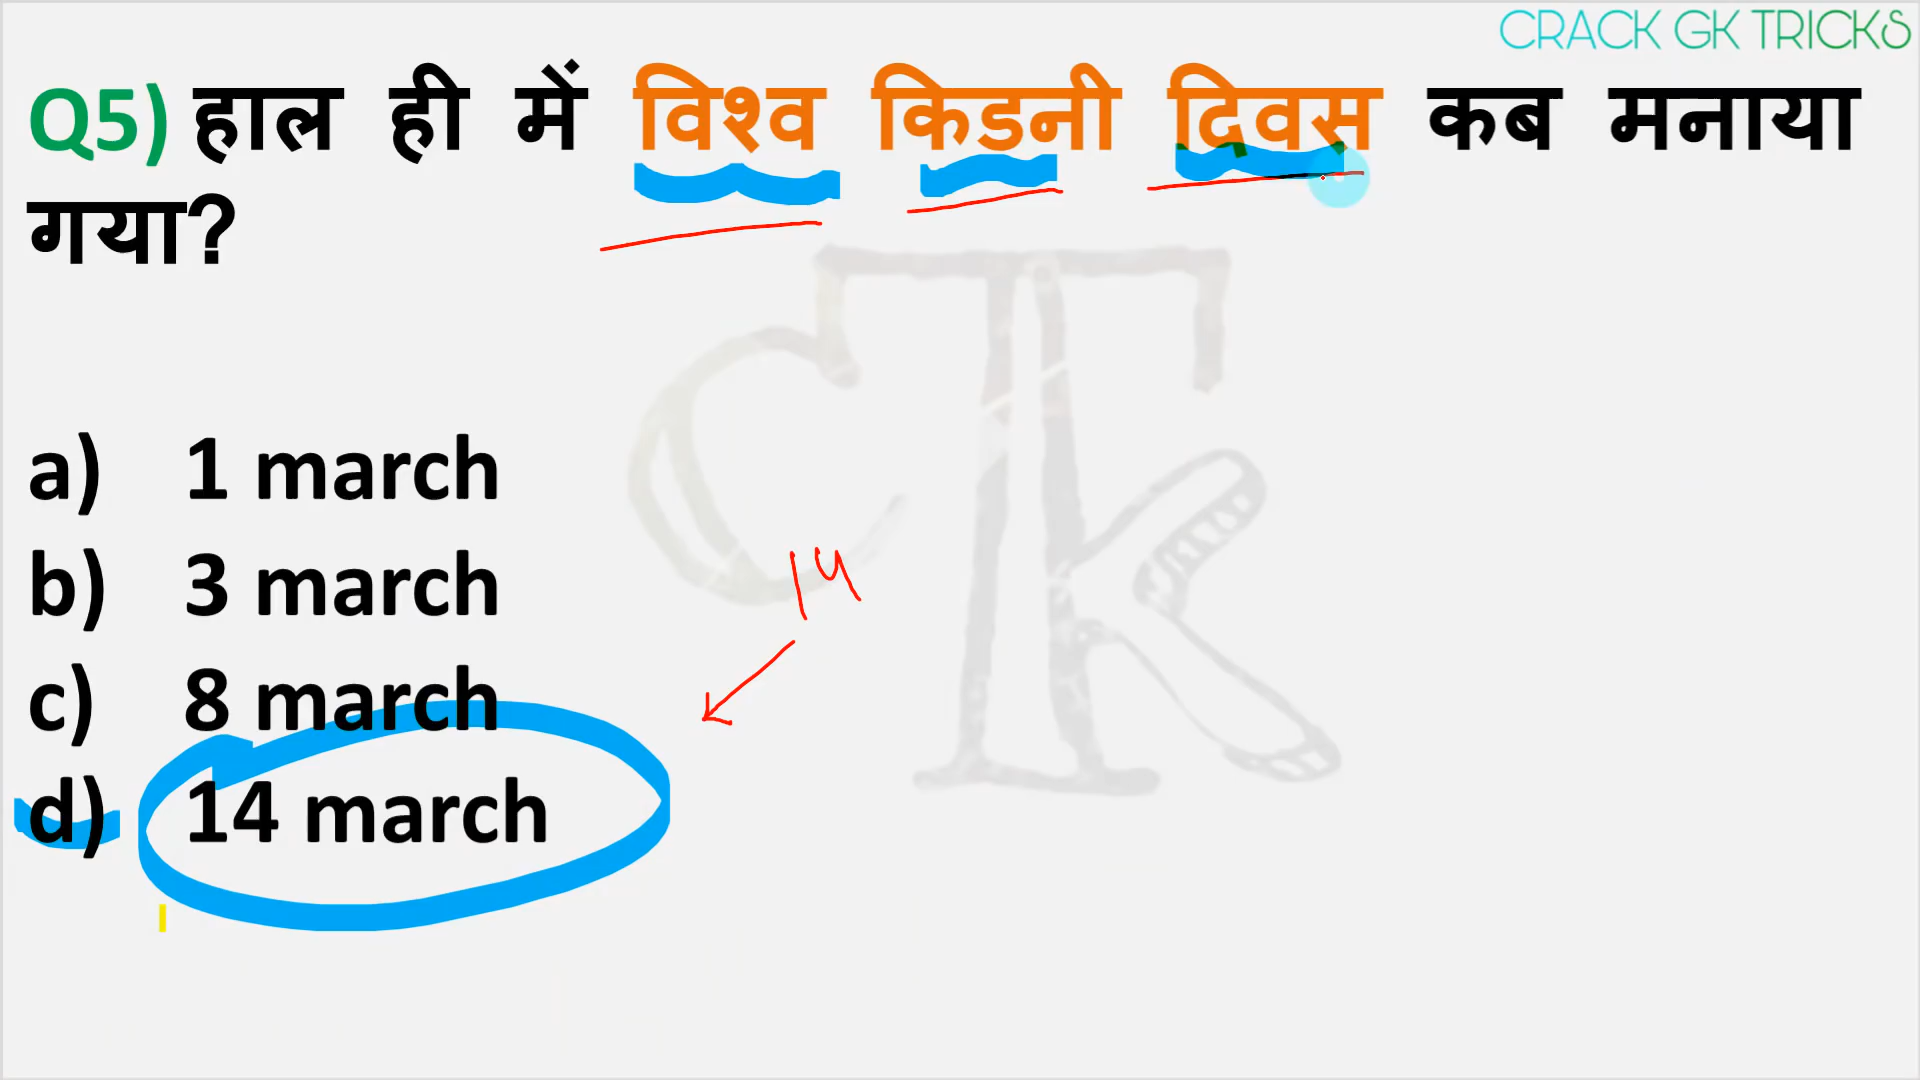 CRACK GK TRICKS
Q5) हाल ही में विश्व किडनी दिवस कब मनाया
गया?
a) 1 march
b) 3 march
c) 8 march
14
d) 14 march